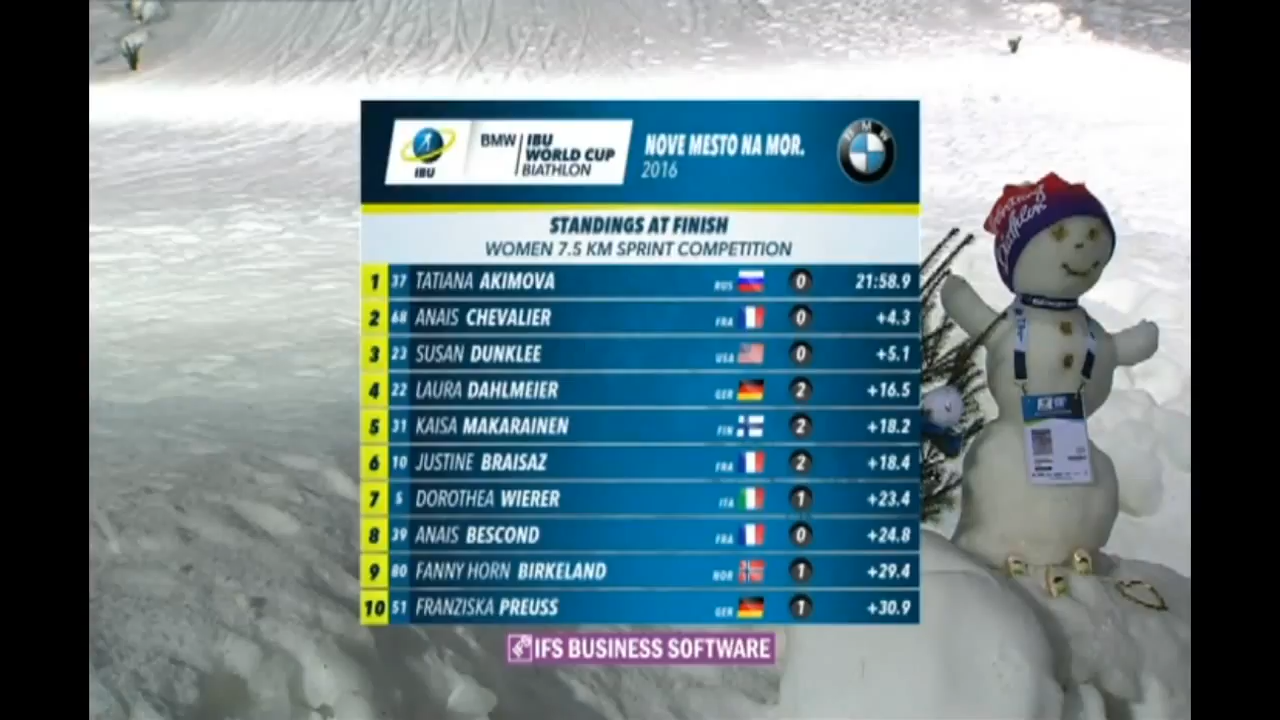 IBU
BMW IBU WORLD CUP BIATHLON
NOVE MESTO NA MOR.
2016
BMW
STANDINGS AT FINISH
WOMEN 7.5 KM SPRINT COMPETITION
1 37 TATIANA AKIMOVA RUS 0 21:58.9
2 68 ANAIS CHEVALIER FRA 0 +4.3
3 23 SUSAN DUNKLEE USA 0 +5.1
4 22 LAURA DAHLMEIER GER 2 +16.5
5 31 KAISA MAKARAINEN FIN 2 +18.2
6 10 JUSTINE BRAISAZ FRA 2 +18.4
7 5 DOROTHEA WIERER ITA 1 +23.4
8 39 ANAIS BESCOND FRA 0 +24.8
9 80 FANNY HORN BIRKELAND NOR 1 +29.4
10 51 FRANZISKA PREUSS GER 1 +30.9
IFS BUSINESS SOFTWARE
Biathlon